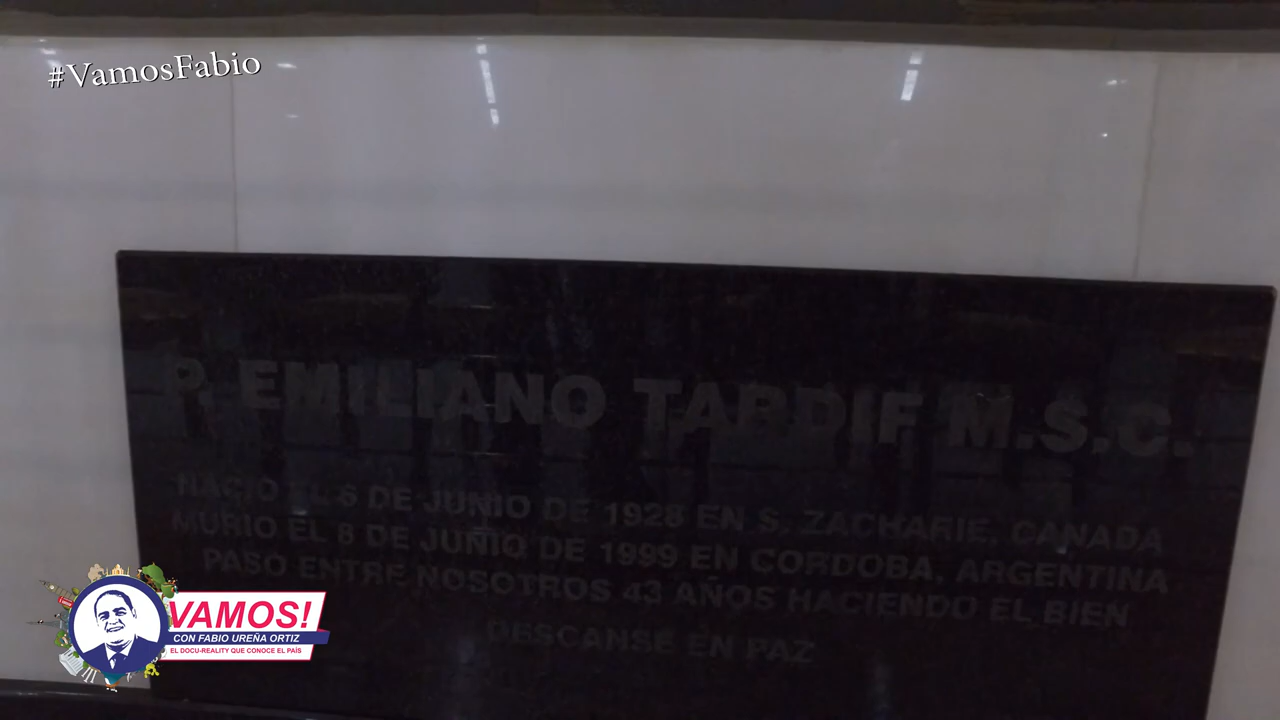 #VamosFabio
P. EMILIANO TARDIF M.S.C.
NACIO EL 6 DE JUNIO DE 1928 EN S. ZACHARIE, CANADA
MURIO EL 8 DE JUNIO DE 1999 EN CORDOBA, ARGENTINA
PASO ENTRE NOSOTROS 43 AÑOS HACIENDO EL BIEN
DESCANSE EN PAZ
VAMOS!
CON FABIO UREÑA ORTIZ
EL DOCU-REALITY QUE CONOCE EL PAÍS